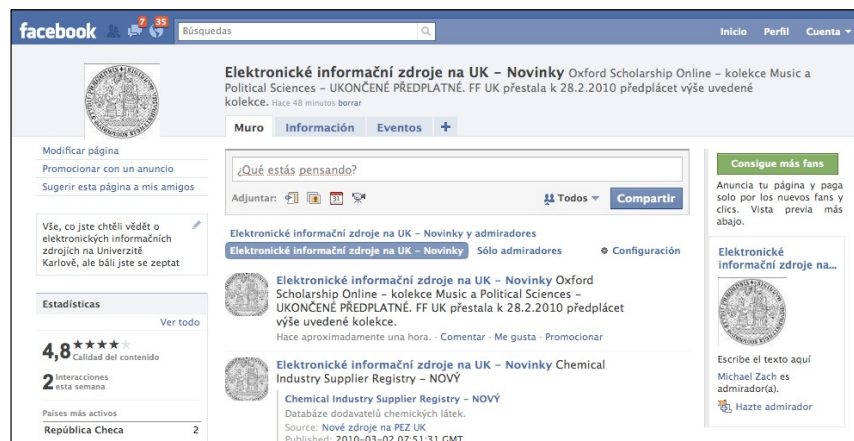 facebook
7
35
Búsquedas
Inicio Perfil Cuenta
Elektronické informační zdroje na UK – Novinky Oxford Scholarship Online – kolekce Music a
Political Sciences – UKONČENÉ PŘEDPLATNÉ. FF UK přestala k 28.2.2010 předplácet výše uvedené
kolekce. Hace 48 minutos borrar
Muro Información Eventos +
Modificar página
Promocionar con un anuncio
Sugerir esta página a mis amigos
Vše, co jste chtěli vědět o
elektronických informačních
zdrojích na Univerzitě
Karlově, ale báli jste se zeptat
Estadísticas
Ver todo
4,8 Calidad del contenido
2 Interacciones
esta semana
Países más activos
República Checa 2
¿Qué estás pensando?
Adjuntar: 31 Todos Compartir
Elektronické informační zdroje na UK – Novinky y admiradores
Elektronické informační zdroje na UK – Novinky Sólo admiradores Configuración
Elektronické informační zdroje na UK – Novinky Oxford
Scholarship Online – kolekce Music a Political Sciences –
UKONČENÉ PŘEDPLATNÉ. FF UK přestala k 28.2.2010 předplácet
výše uvedené kolekce.
Hace aproximadamente una hora. · Comentar · Me gusta · Promocionar
Elektronické informační zdroje na UK – Novinky Chemical
Industry Supplier Registry – NOVÝ
Chemical Industry Supplier Registry – NOVÝ
Databáze dodavatelů chemických látek.
Source: Nové zdroje na PEZ UK
Published: 2010-03-02 07:51:31 GMT
Consigue más fans
Anuncia tu página y paga
solo por los nuevos fans y
clics. Vista previa más
abajo.
Elektronické
informační zdroje na...
Escribe el texto aquí
Michael Zach es
admirador(a).
Hazte admirador